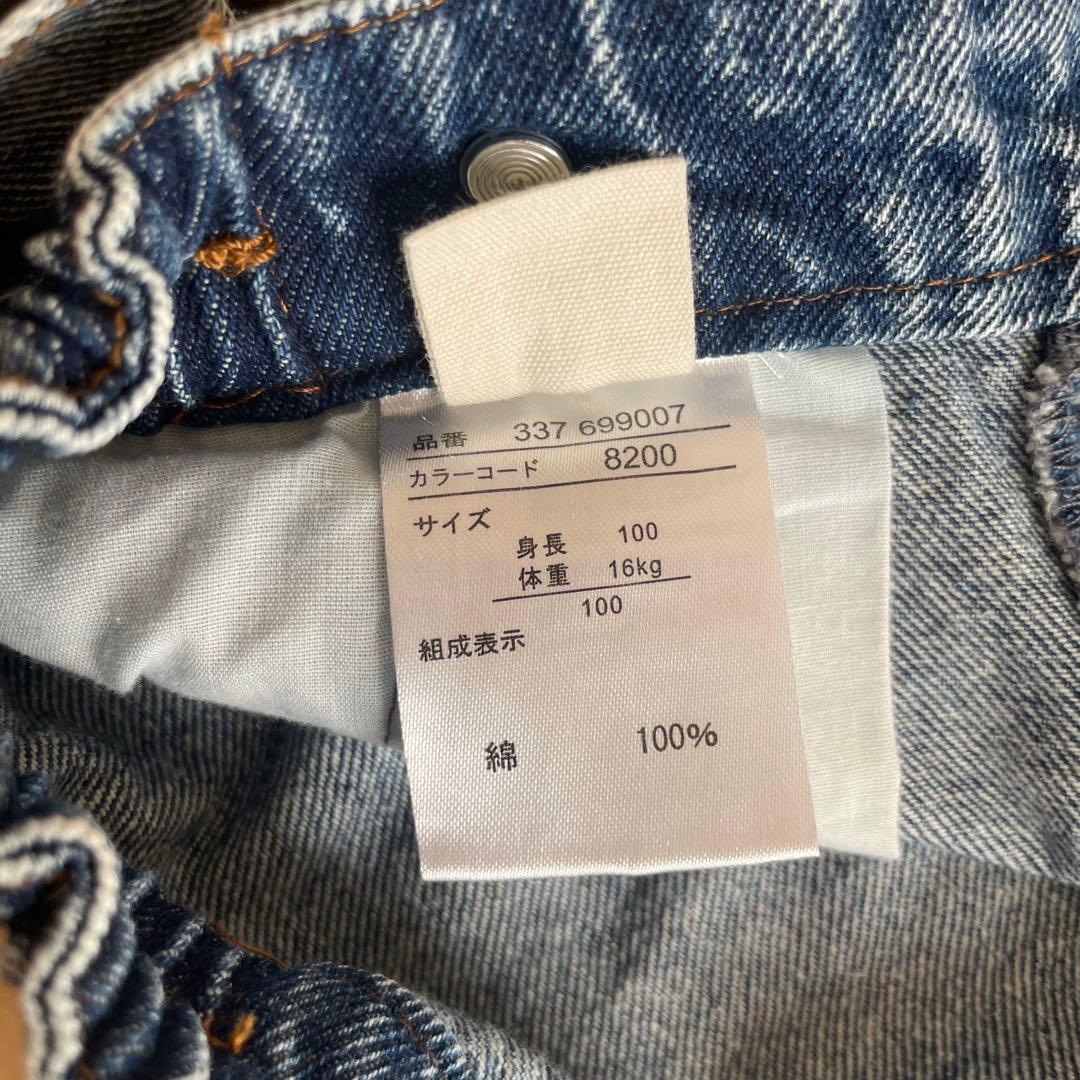 品番 337 699007
カラーコード 8200
サイズ
身長 100
体重 16kg
100
組成表示
綿 100%